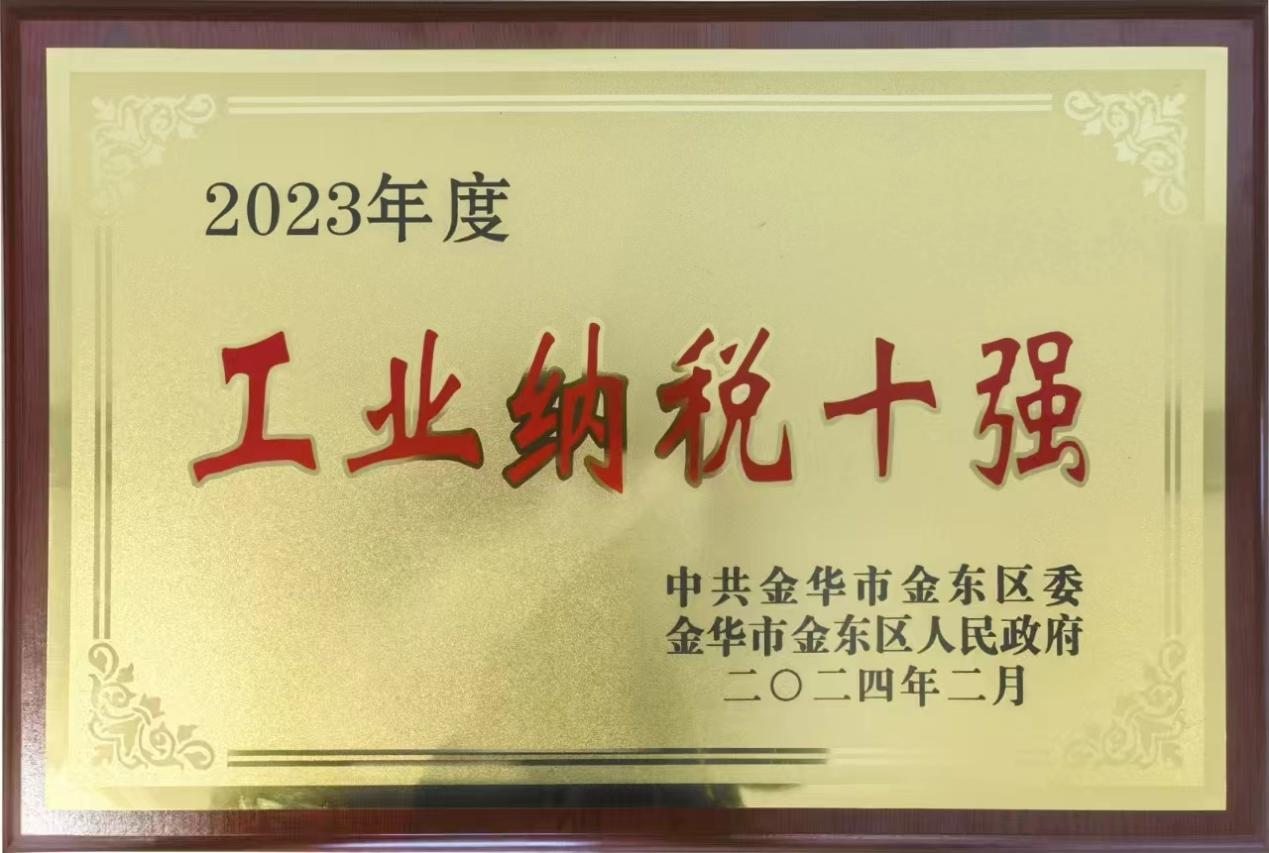 2023年度
工业纳税十强
中共金华市金东区委
金华市金东区人民政府
二〇二四年二月